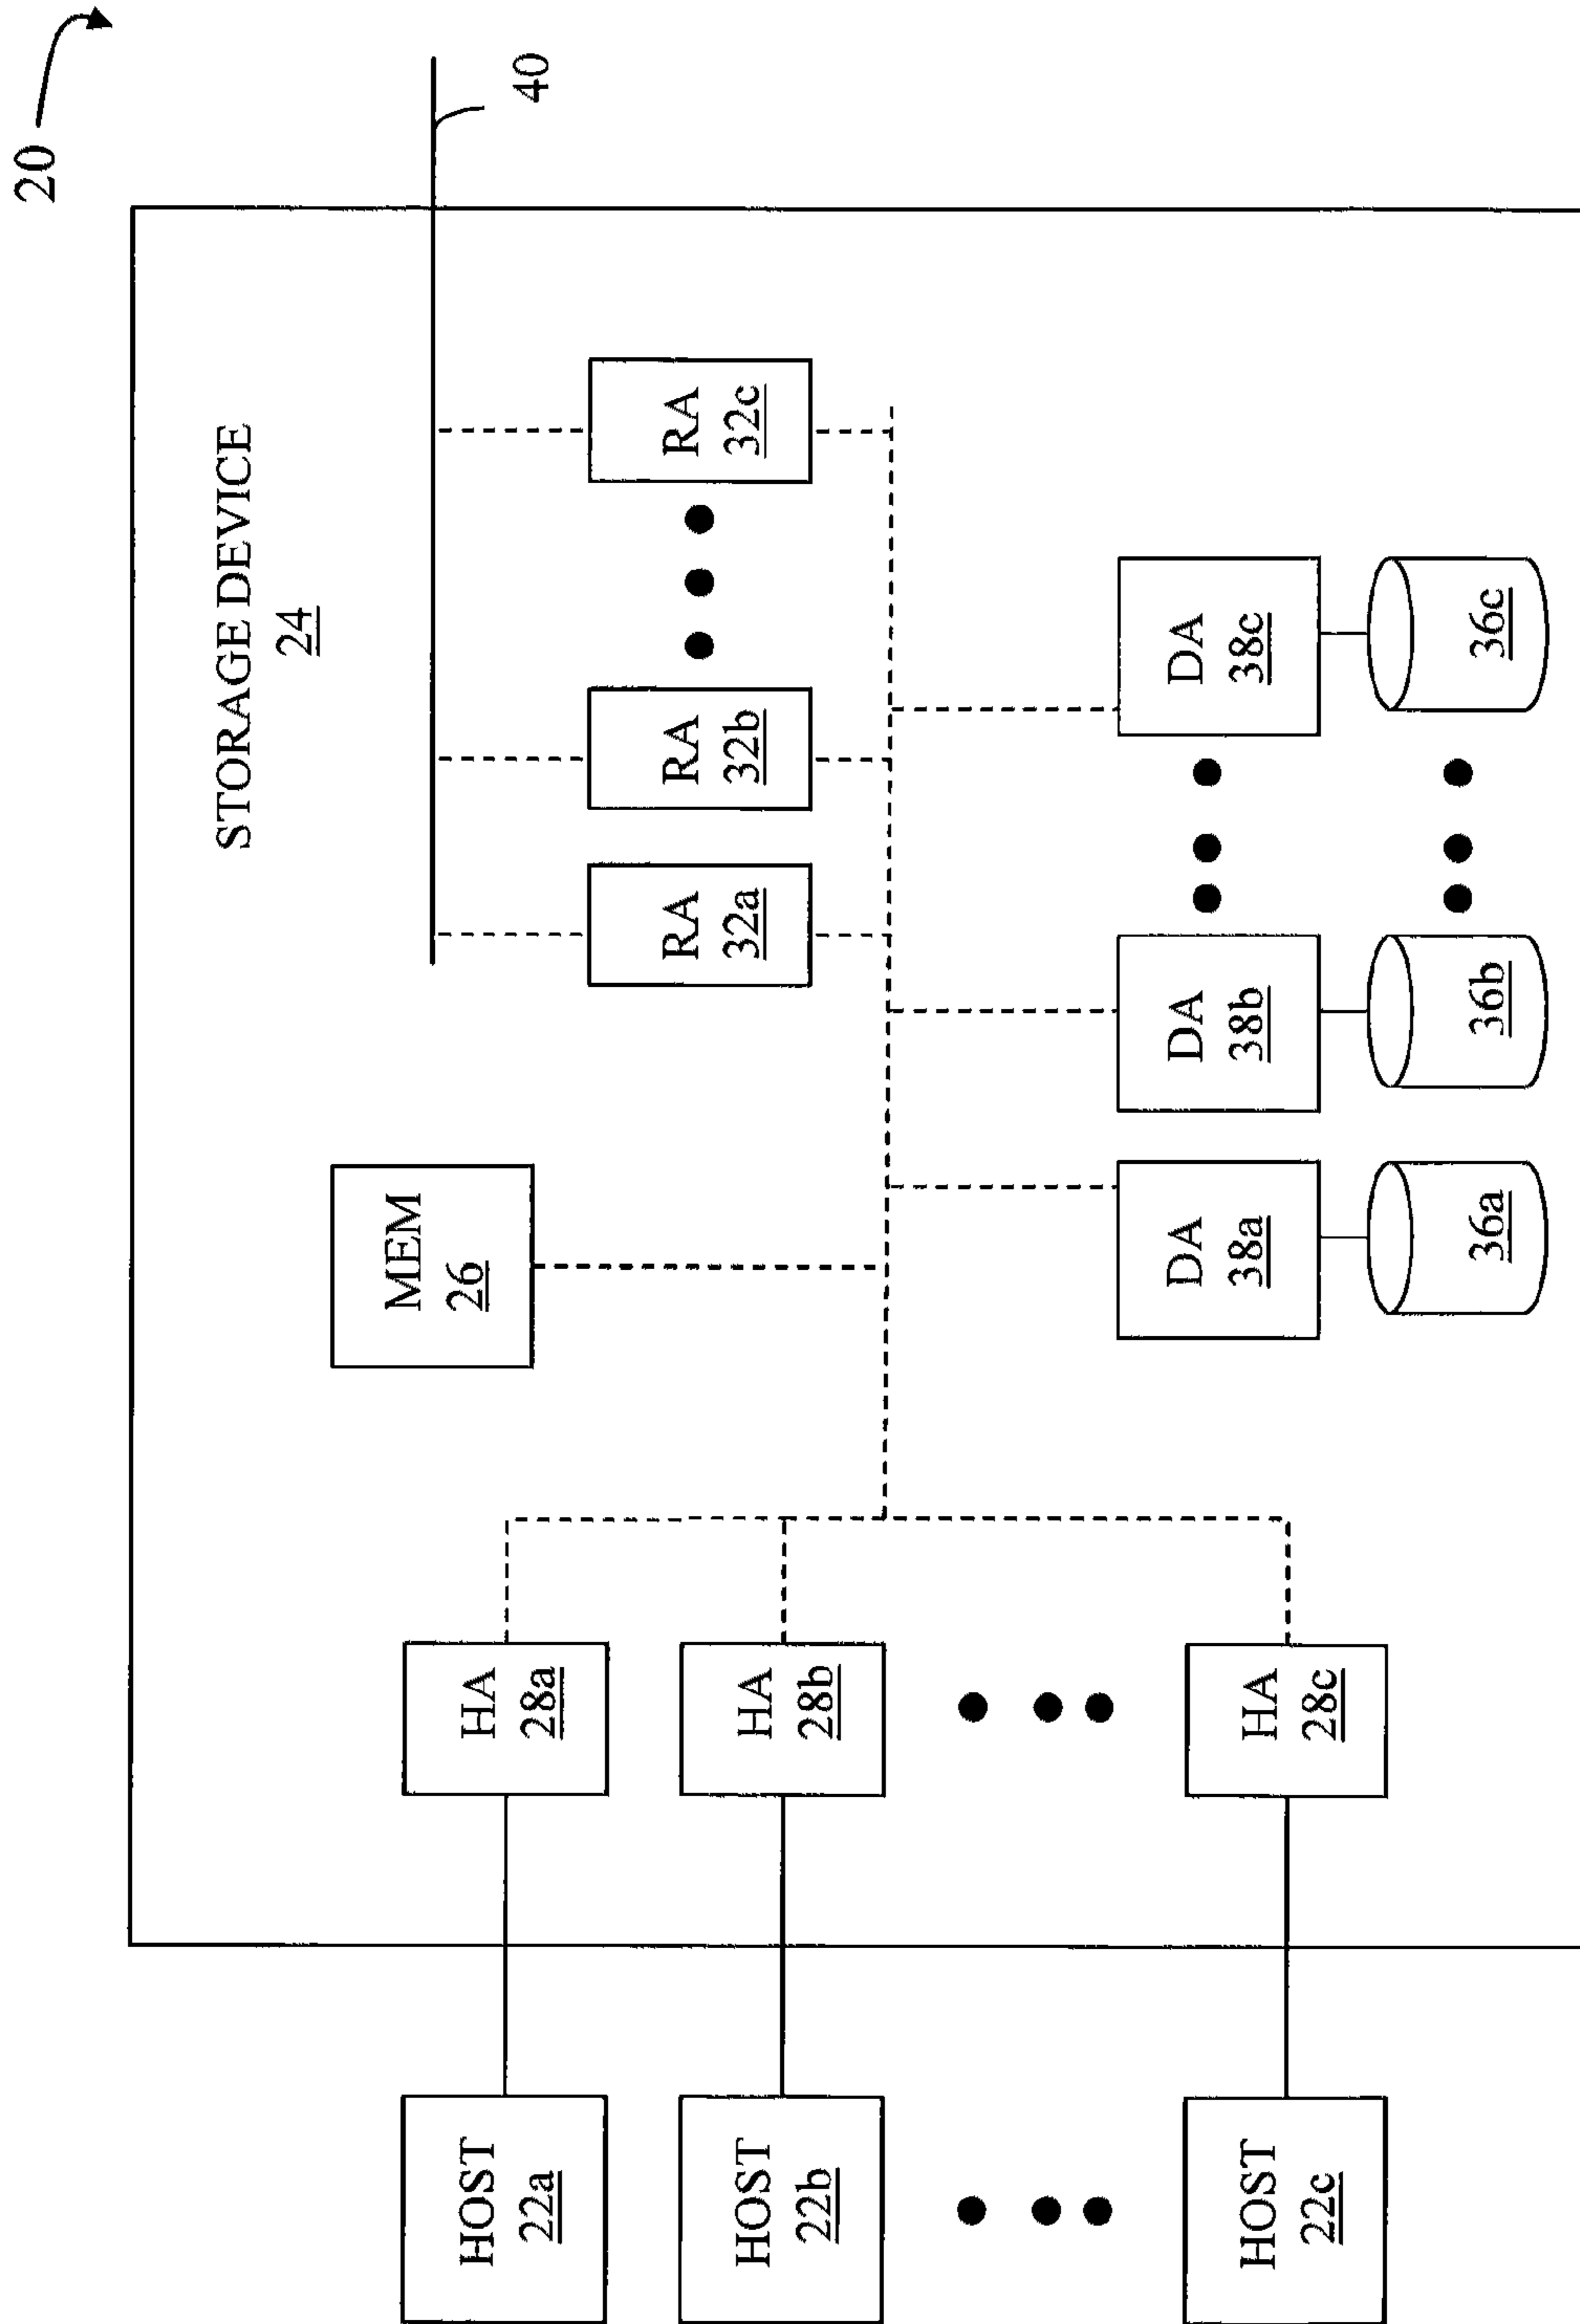 20
STORAGE DEVICE
24
40
MEM
26
RA
32a
RA
32b
RA
32c
HOST
22a
HA
28a
HOST
22b
HA
28b
HOST
22c
HA
28c
DA
38a
DA
38b
DA
38c
36a
36b
36c